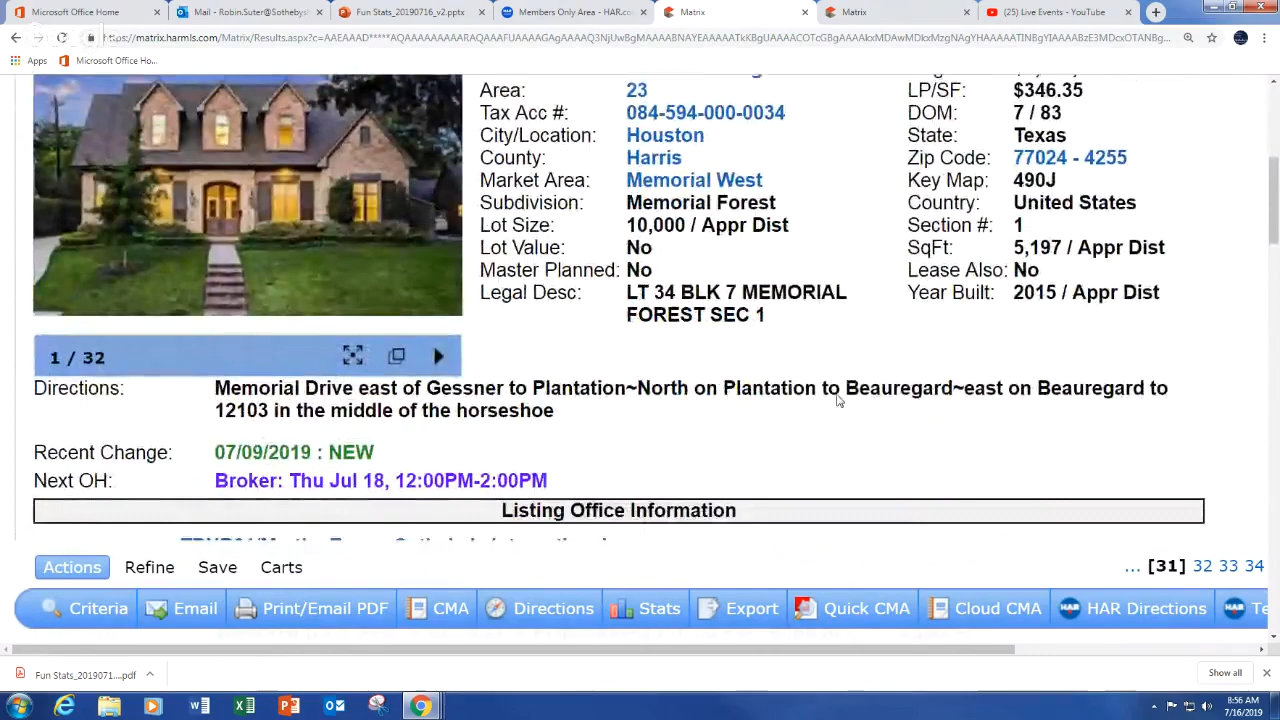 Microsoft Office Home
Mail - Robin.Suter@Sothebysh
Fun Stats_20190716_v2.pptx
Members Only Area - HAR.co
Matrix
Matrix
(25) Live Events - YouTube
Apps
Microsoft Office Ho...
Area: 23
LP/SF: $346.35
Tax Acc #: 084-594-000-0034
DOM: 7 / 83
City/Location: Houston
State: Texas
County: Harris
Zip Code: 77024 - 4255
Market Area: Memorial West
Key Map: 490J
Subdivision: Memorial Forest
Country: United States
Lot Size: 10,000 / Appr Dist
Section #: 1
Lot Value: No
SqFt: 5,197 / Appr Dist
Master Planned: No
Lease Also: No
Legal Desc: LT 34 BLK 7 MEMORIAL
FOREST SEC 1
Year Built: 2015 / Appr Dist
1 / 32
Directions: Memorial Drive east of Gessner to Plantation~North on Plantation to Beauregard~east on Beauregard to
12103 in the middle of the horseshoe
Recent Change: 07/09/2019 : NEW
Next OH: Broker: Thu Jul 18, 12:00PM-2:00PM
Listing Office Information
Actions Refine Save Carts
... [31] 32 33 34
Criteria Email Print/Email PDF CMA Directions Stats Export Quick CMA Cloud CMA HAR Directions Te
Fun Stats_2019071....pdf
Show all
8:56 AM
7/16/2019